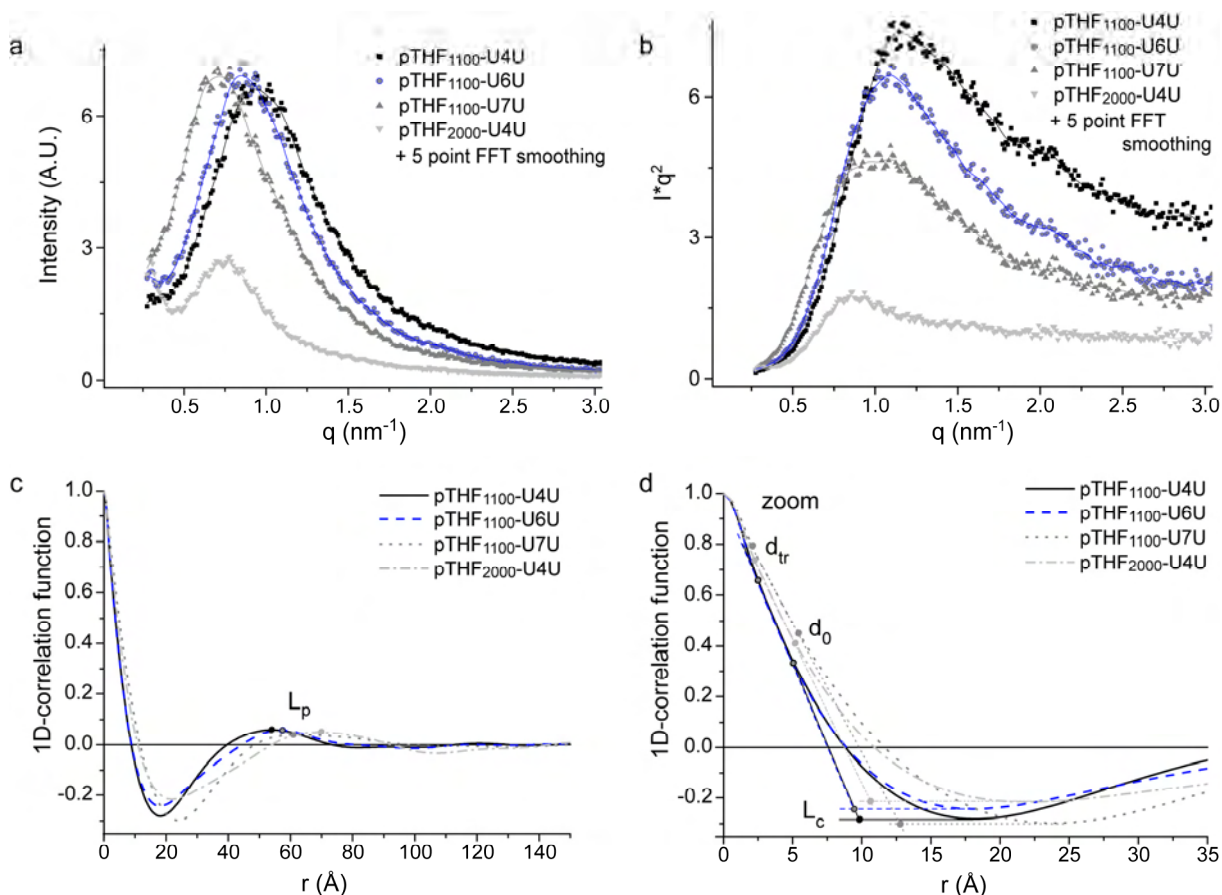 a
Intensity (A.U.)
6
3
0
0.5 1.0 1.5 2.0 2.5 3.0
q (nm⁻¹)
pTHF₁₁₀₀-U4U
pTHF₁₁₀₀-U6U
pTHF₁₁₀₀-U7U
pTHF₂₀₀₀-U4U
+ 5 point FFT smoothing
b
I*q²
6
3
0
0.0 0.5 1.0 1.5 2.0 2.5 3.0
q (nm⁻¹)
pTHF₁₁₀₀-U4U
pTHF₁₁₀₀-U6U
pTHF₁₁₀₀-U7U
pTHF₂₀₀₀-U4U
+ 5 point FFT
smoothing
c
1D-correlation function
1.0
0.8
0.6
0.4
0.2
0.0
-0.2
0 20 40 60 80 100 120 140
r (Å)
pTHF₁₁₀₀-U4U
pTHF₁₁₀₀-U6U
pTHF₁₁₀₀-U7U
pTHF₂₀₀₀-U4U
Lₚ
d
zoom
1D-correlation function
1.0
0.8
0.6
0.4
0.2
0.0
-0.2
0 5 10 15 20 25 30 35
r (Å)
pTHF₁₁₀₀-U4U
pTHF₁₁₀₀-U6U
pTHF₁₁₀₀-U7U
pTHF₂₀₀₀-U4U
dₜᵣ
d₀
L_c